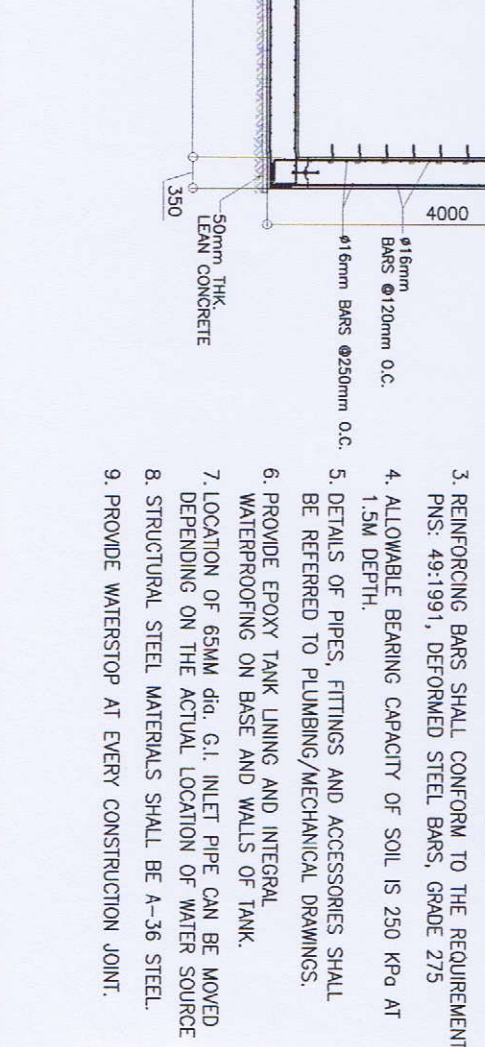 4000
350
50mm THK.
LEAN CONCRETE
ø16mm
BARS @120mm O.C.
ø16mm BARS @250mm O.C.
3. REINFORCING BARS SHALL CONFORM TO THE REQUIREMENT
PNS: 49:1991, DEFORMED STEEL BARS, GRADE 275
4. ALLOWABLE BEARING CAPACITY OF SOIL IS 250 KPa AT
1.5M DEPTH.
5. DETAILS OF PIPES, FITTINGS AND ACCESSORIES SHALL
BE REFERRED TO PLUMBING/MECHANICAL DRAWINGS.
6. PROVIDE EPOXY TANK LINING AND INTEGRAL
WATERPROOFING ON BASE AND WALLS OF TANK.
7. LOCATION OF 65MM dia. G.I. INLET PIPE CAN BE MOVED
DEPENDING ON THE ACTUAL LOCATION OF WATER SOURCE
8. STRUCTURAL STEEL MATERIALS SHALL BE A-36 STEEL.
9. PROVIDE WATERSTOP AT EVERY CONSTRUCTION JOINT.